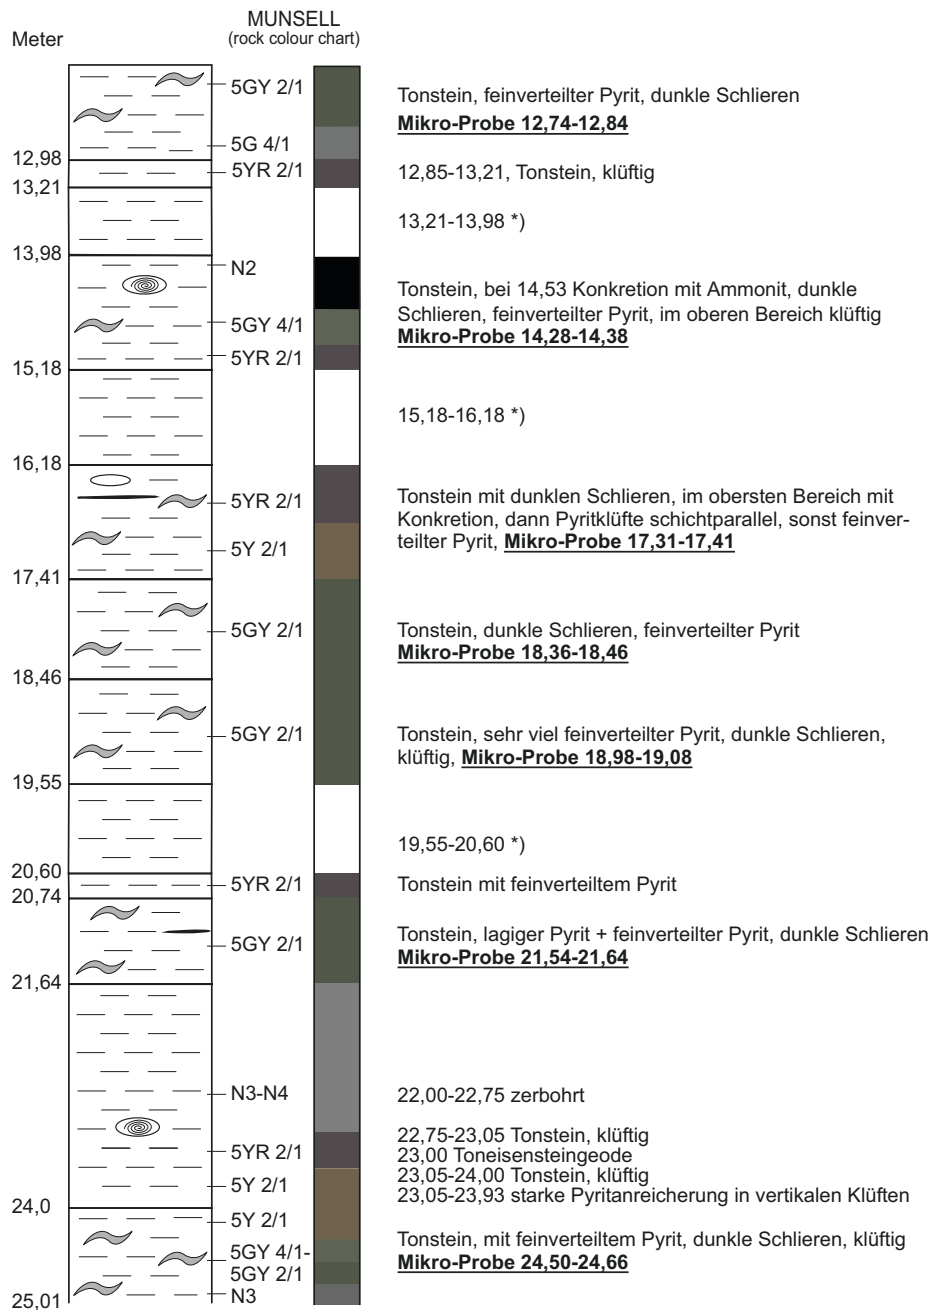 MUNSELL
Meter (rock colour chart)
5GY 2/1
Tonstein, feinverteilter Pyrit, dunkle Schlieren
Mikro-Probe 12,74-12,84
5G 4/1
12,98
5YR 2/1
12,85-13,21, Tonstein, klüftig
13,21
13,21-13,98 *)
13,98
N2
Tonstein, bei 14,53 Konkretion mit Ammonit, dunkle
Schlieren, feinverteilter Pyrit, im oberen Bereich klüftig
5GY 4/1
Mikro-Probe 14,28-14,38
5YR 2/1
15,18
15,18-16,18 *)
16,18
5YR 2/1
Tonstein mit dunklen Schlieren, im obersten Bereich mit
Konkretion, dann Pyritklüfte schichtparallel, sonst feinver-
teilter Pyrit, Mikro-Probe 17,31-17,41
5Y 2/1
17,41
5GY 2/1
Tonstein, dunkle Schlieren, feinverteilter Pyrit
Mikro-Probe 18,36-18,46
18,46
5GY 2/1
Tonstein, sehr viel feinverteilter Pyrit, dunkle Schlieren,
klüftig, Mikro-Probe 18,98-19,08
19,55
19,55-20,60 *)
20,60
5YR 2/1
Tonstein mit feinverteiltem Pyrit
20,74
5GY 2/1
Tonstein, lagiger Pyrit + feinverteilter Pyrit, dunkle Schlieren
Mikro-Probe 21,54-21,64
21,64
N3-N4
22,00-22,75 zerbohrt
22,75-23,05 Tonstein, klüftig
5YR 2/1
23,00 Toneisensteingeode
23,05-24,00 Tonstein, klüftig
5Y 2/1
23,05-23,93 starke Pyritanreicherung in vertikalen Klüften
24,0
5Y 2/1
Tonstein, mit feinverteiltem Pyrit, dunkle Schlieren, klüftig
5GY 4/1-
Mikro-Probe 24,50-24,66
5GY 2/1
N3
25,01